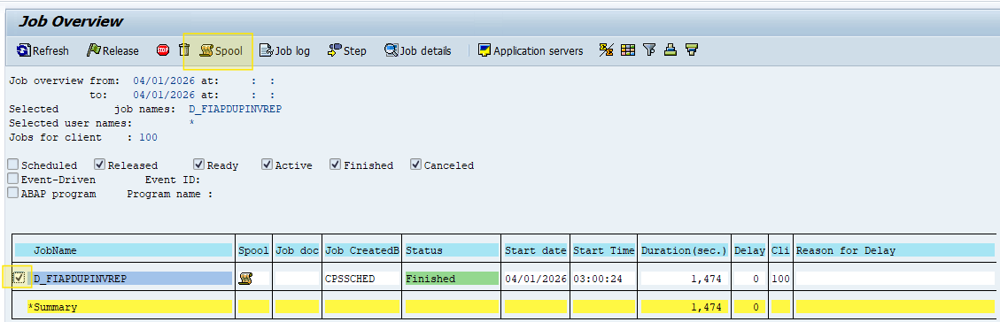 Job Overview
Refresh Release STOP Spool Job log Step Job details Application servers
Job overview from: 04/01/2026 at: : :
to: 04/01/2026 at: : :
Selected job names: D_FIAPDUPINVREP
Selected user names: *
Jobs for client : 100
Scheduled Released Ready Active Finished Canceled
Event-Driven Event ID:
ABAP program Program name :
JobName Spool Job doc Job CreatedB Status Start date Start Time Duration(sec.) Delay Cli Reason for Delay
D_FIAPDUPINVREP CPSSCHED Finished 04/01/2026 03:00:24 1,474 0 100
*Summary 1,474 0